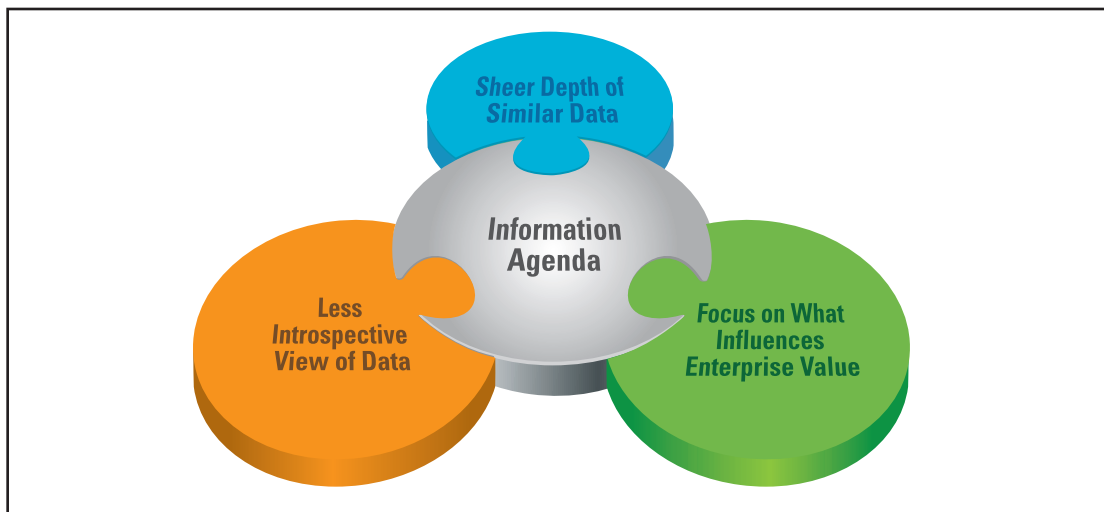 Sheer Depth of
Similar Data
Information
Agenda
Less
Introspective
View of Data
Focus on What
Influences
Enterprise Value